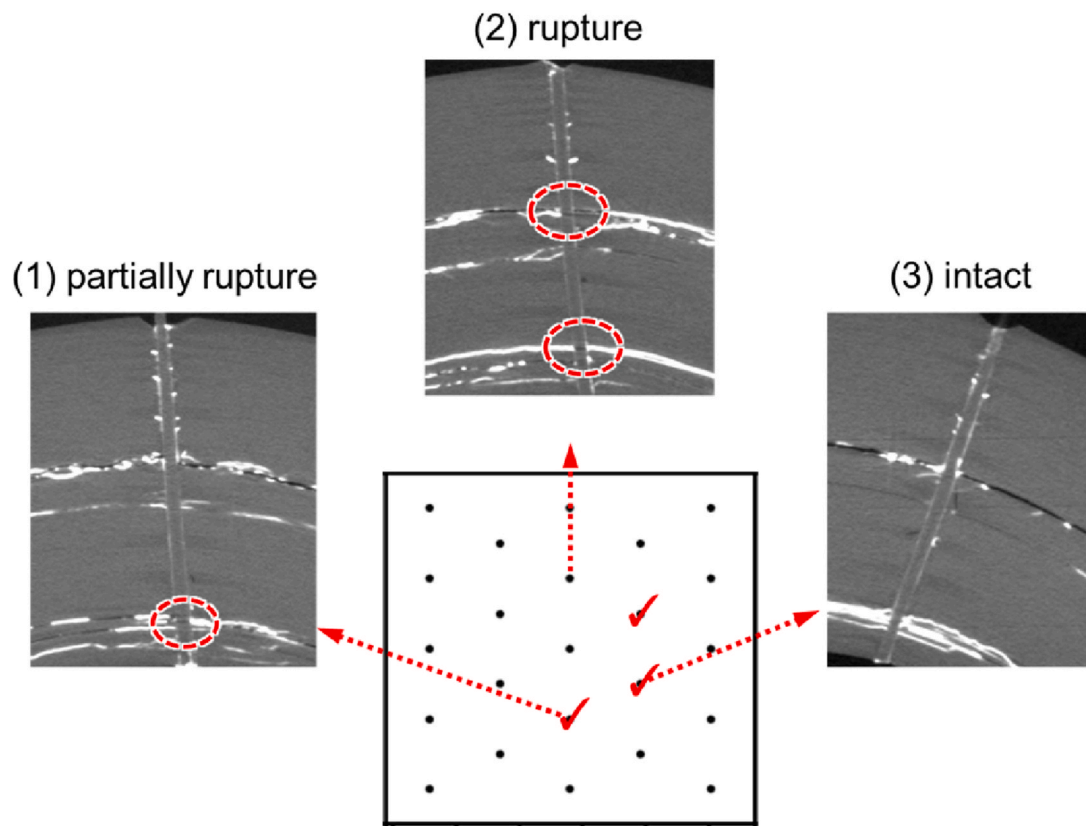 (2) rupture
(1) partially rupture
(3) intact